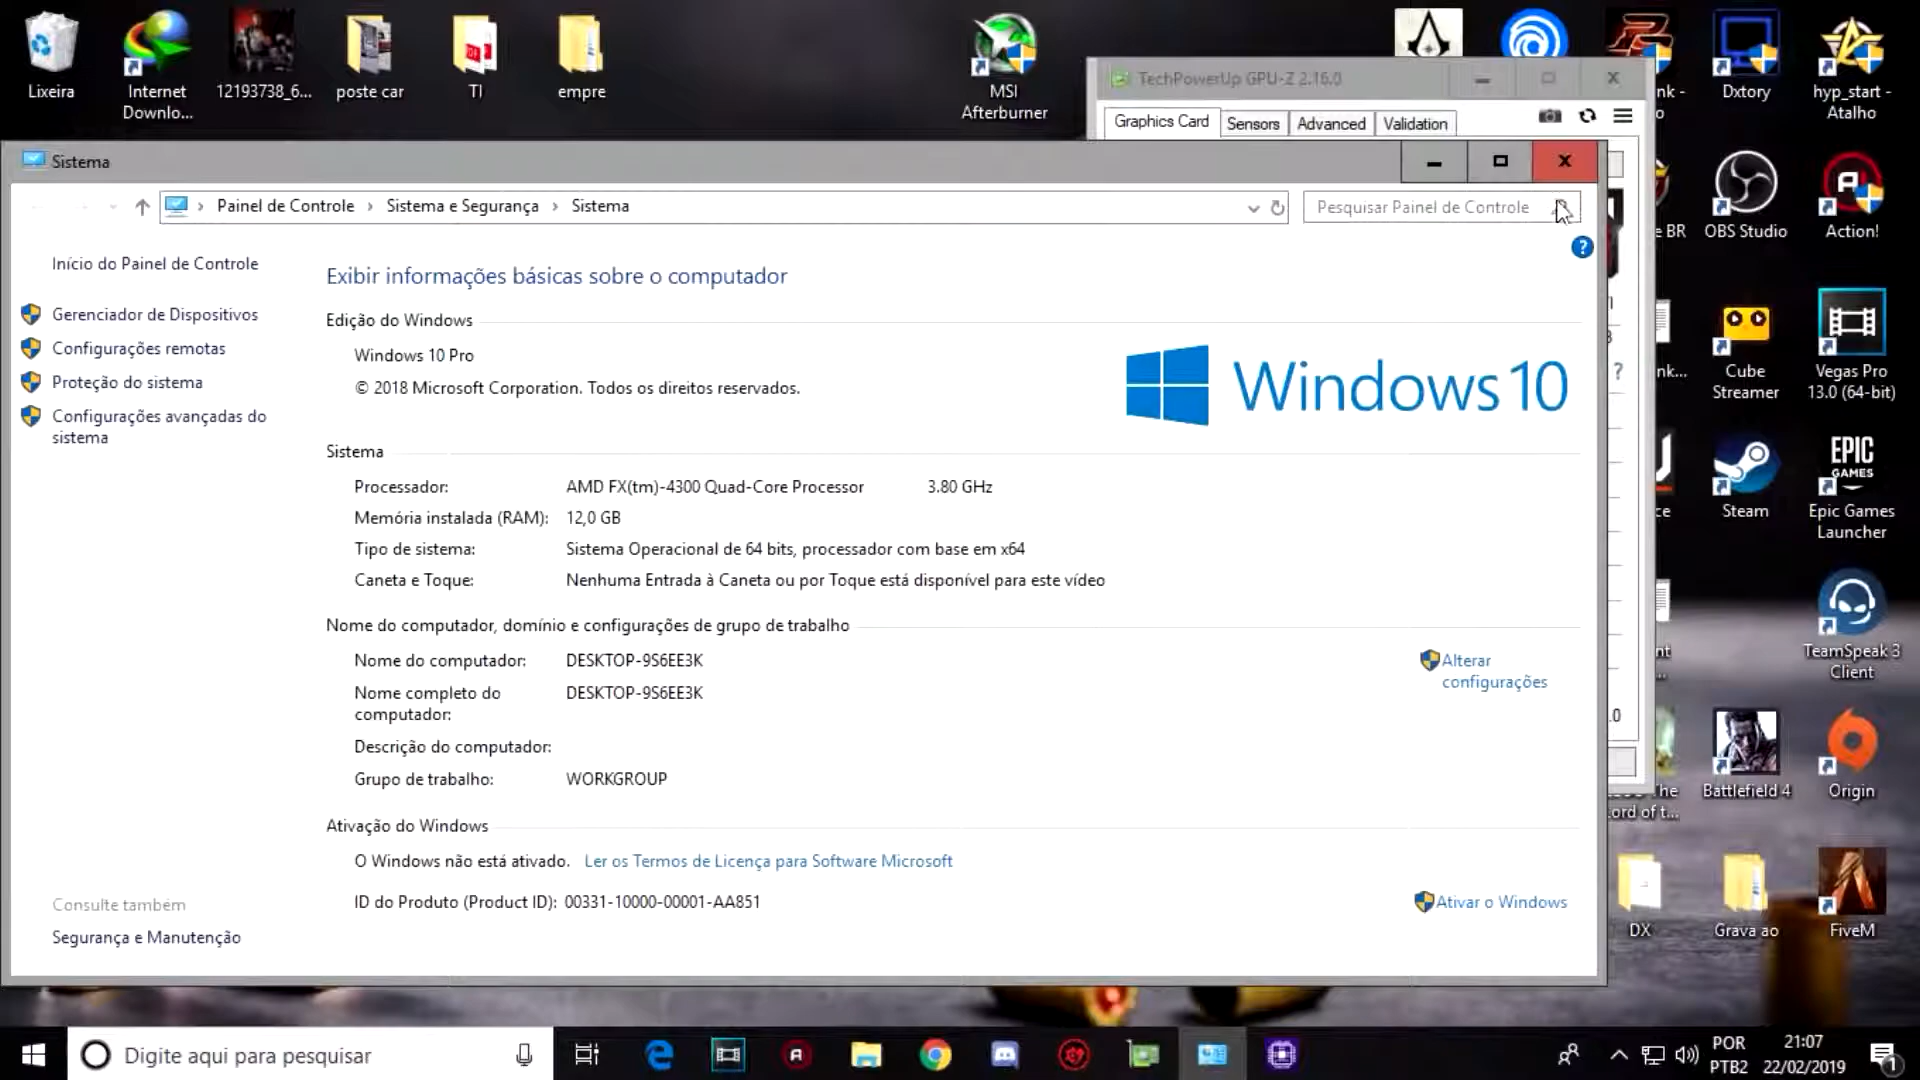 Lixeira
Internet
Downlo...
12193738_6...
poste car
TI
empre
MSI
Afterburner
Dxtory
hyp_start -
Atalho
TechPowerUp GPU-Z 2.16.0
Graphics Card
Sensors
Advanced
Validation
Sistema
Painel de Controle
Sistema e Segurança
Sistema
Pesquisar Painel de Controle
Início do Painel de Controle
Gerenciador de Dispositivos
Configurações remotas
Proteção do sistema
Configurações avançadas do
sistema
Consulte também
Segurança e Manutenção
Exibir informações básicas sobre o computador
Edição do Windows
Windows 10 Pro
© 2018 Microsoft Corporation. Todos os direitos reservados.
Windows 10
Sistema
Processador: AMD FX(tm)-4300 Quad-Core Processor 3.80 GHz
Memória instalada (RAM): 12,0 GB
Tipo de sistema: Sistema Operacional de 64 bits, processador com base em x64
Caneta e Toque: Nenhuma Entrada à Caneta ou por Toque está disponível para este vídeo
Nome do computador, domínio e configurações de grupo de trabalho
Nome do computador: DESKTOP-9S6EE3K
Alterar
configurações
Nome completo do
computador:
DESKTOP-9S6EE3K
Descrição do computador:
Grupo de trabalho: WORKGROUP
Ativação do Windows
O Windows não está ativado. Ler os Termos de Licença para Software Microsoft
ID do Produto (Product ID): 00331-10000-00001-AA851
Ativar o Windows
e BR
OBS Studio
Action!
nk...
Cube
Streamer
Vegas Pro
13.0 (64-bit)
ce
Steam
EPIC
GAMES
Epic Games
Launcher
nt
TeamSpeak 3
Client
ord of t...
Battlefield 4
Origin
DX
Grava ao
FiveM
Digite aqui para pesquisar
POR
PTB2
21:07
22/02/2019
1